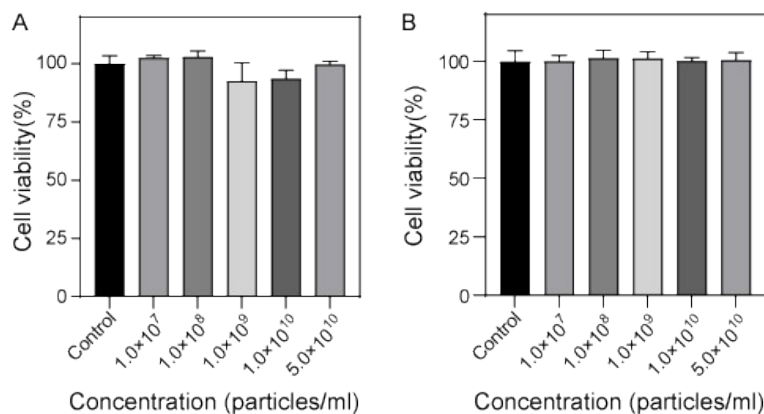 A
Cell viability(%)
100
75
50
25
0
Control
1.0×10⁷
1.0×10⁸
1.0×10⁹
1.0×10¹⁰
5.0×10¹⁰
Concentration (particles/ml)
B
Cell viability(%)
100
75
50
25
0
Control
1.0×10⁷
1.0×10⁸
1.0×10⁹
1.0×10¹⁰
5.0×10¹⁰
Concentration (particles/ml)